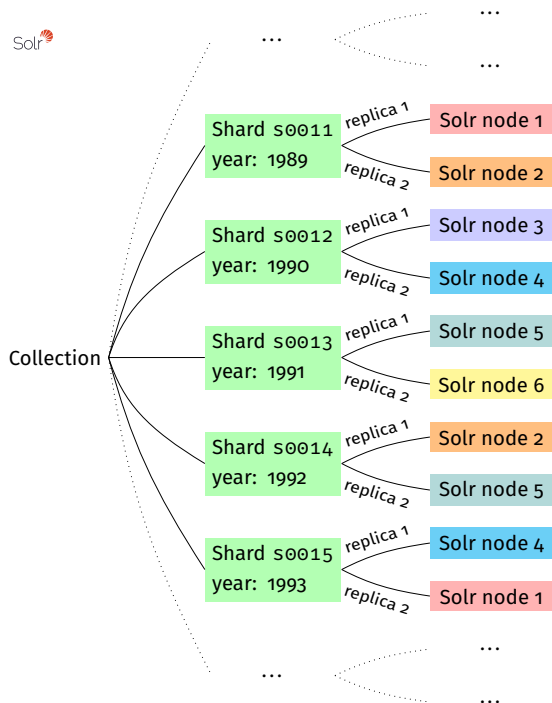 ...
...
Solr
...
replica 1
Solr node 1
Shard s0011
year: 1989
replica 2
Solr node 2
replica 1
Solr node 3
Shard s0012
year: 1990
replica 2
Solr node 4
replica 1
Solr node 5
Shard s0013
year: 1991
Collection
replica 2
Solr node 6
replica 1
Solr node 2
Shard s0014
year: 1992
replica 2
Solr node 5
replica 1
Solr node 4
Shard s0015
year: 1993
replica 2
Solr node 1
...
...
...